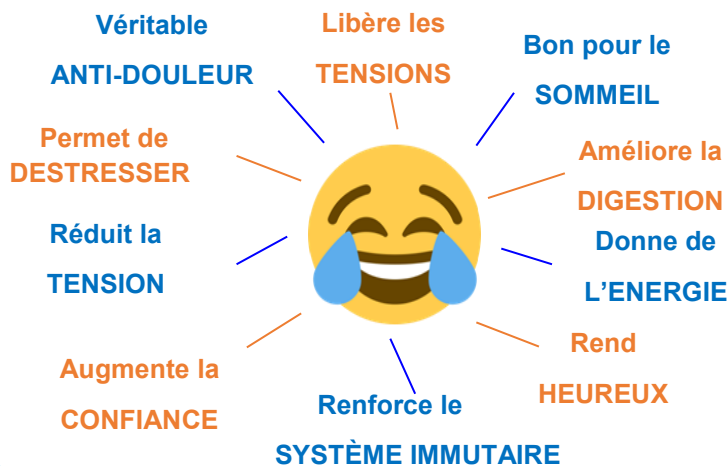 Véritable
ANTI-DOULEUR
Libère les
TENSIONS
Bon pour le
SOMMEIL
Permet de
DESTRESSER
Améliore la
DIGESTION
Réduit la
TENSION
Donne de
L’ENERGIE
Augmente la
CONFIANCE
Rend
HEUREUX
Renforce le
SYSTÈME IMMUTAIRE